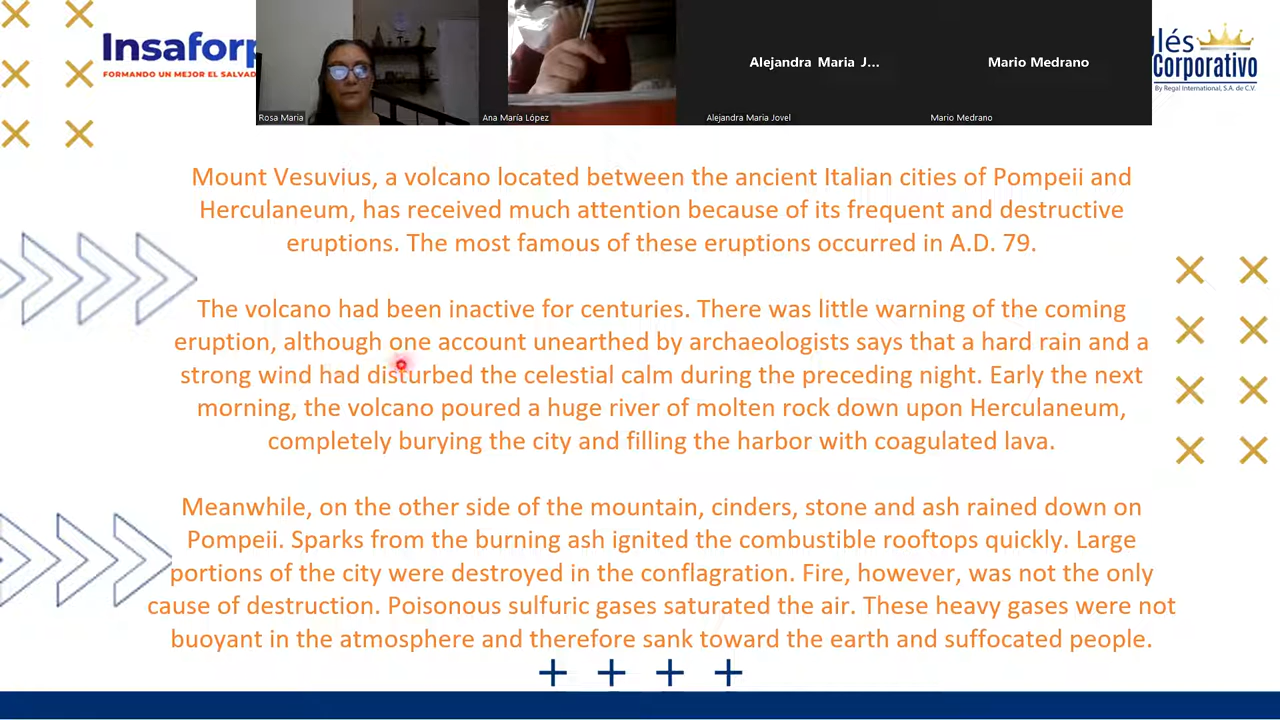 Insaforp
FORMANDO UN MEJOR EL SALVA
Rosa Maria
Ana María López
Alejandra Maria J...
Alejandra Maria Jovel
Mario Medrano
Mario Medrano
lés
Corporativo
By Regal International, S.A. de C.V.
Mount Vesuvius, a volcano located between the ancient Italian cities of Pompeii and
Herculaneum, has received much attention because of its frequent and destructive
eruptions. The most famous of these eruptions occurred in A.D. 79.
The volcano had been inactive for centuries. There was little warning of the coming
eruption, although one account unearthed by archaeologists says that a hard rain and a
strong wind had disturbed the celestial calm during the preceding night. Early the next
morning, the volcano poured a huge river of molten rock down upon Herculaneum,
completely burying the city and filling the harbor with coagulated lava.
Meanwhile, on the other side of the mountain, cinders, stone and ash rained down on
Pompeii. Sparks from the burning ash ignited the combustible rooftops quickly. Large
portions of the city were destroyed in the conflagration. Fire, however, was not the only
cause of destruction. Poisonous sulfuric gases saturated the air. These heavy gases were not
buoyant in the atmosphere and therefore sank toward the earth and suffocated people.